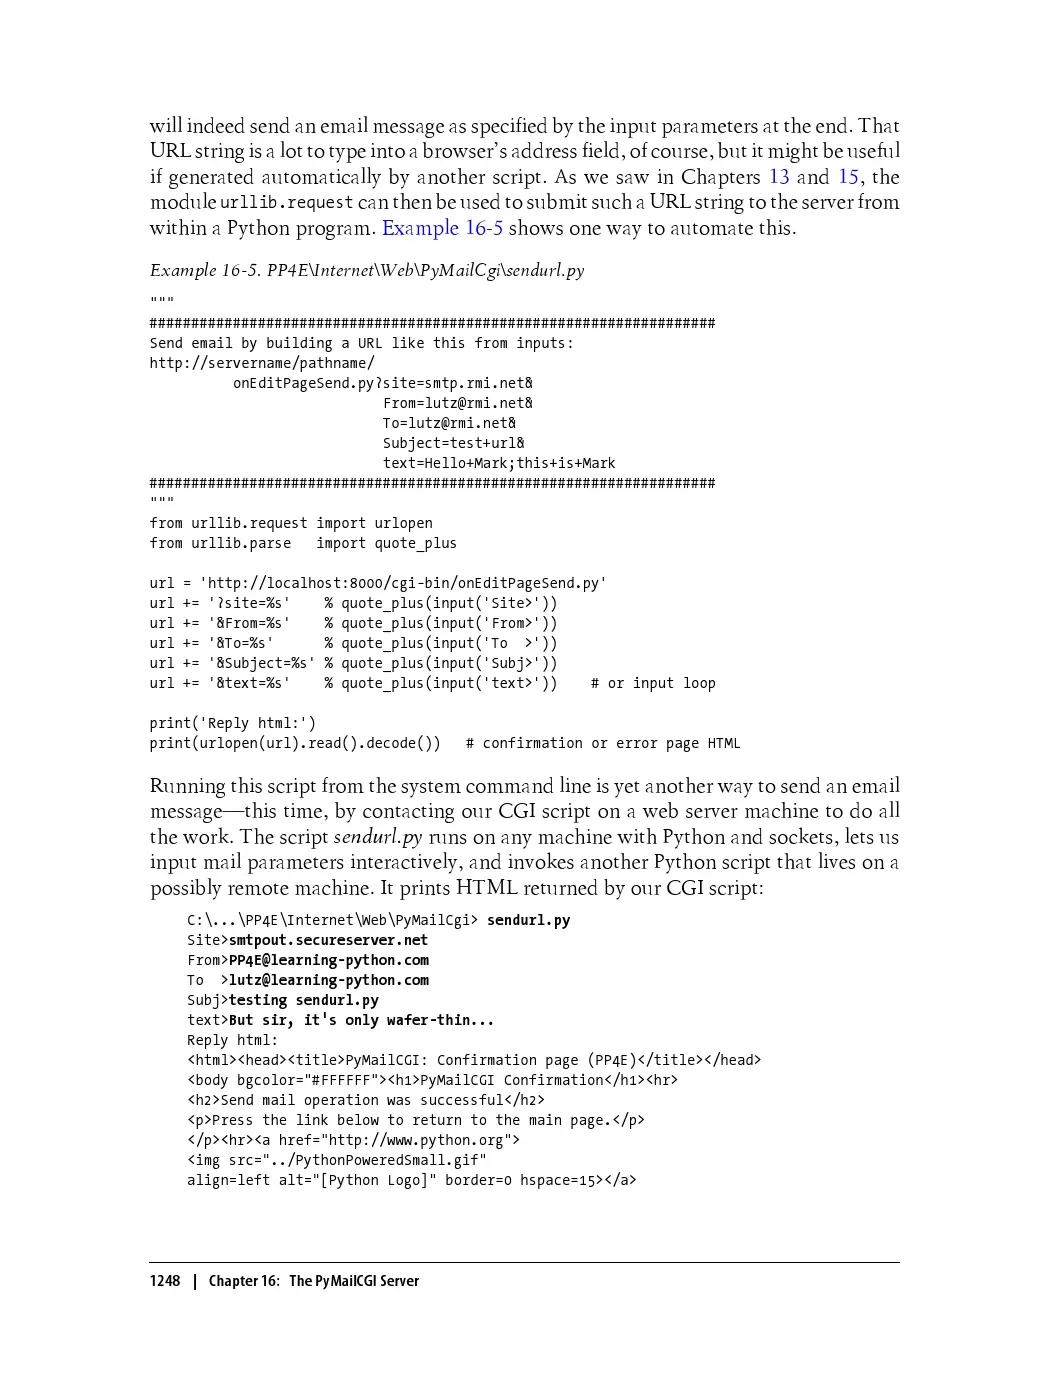 will indeed send an email message as specified by the input parameters at the end. That
URL string is a lot to type into a browser's address field, of course, but it might be useful
if generated automatically by another script. As we saw in Chapters 13 and 15, the
module urllib.request can then be used to submit such a URL string to the server from
within a Python program. Example 16-5 shows one way to automate this.
Example 16-5. PP4E\Internet\Web\PyMailCgi\sendurl.py
"""
####################################################################
Send email by building a URL like this from inputs:
http://servername/pathname/
          onEditPageSend.py?site=smtp.rmi.net&
                            From=lutz@rmi.net&
                            To=lutz@rmi.net&
                            Subject=test+url&
                            text=Hello+Mark;this+is+Mark
####################################################################
"""
from urllib.request import urlopen
from urllib.parse   import quote_plus
url = 'http://localhost:8000/cgi-bin/onEditPageSend.py'
url += '?site=%s'    % quote_plus(input('Site>'))
url += '&From=%s'    % quote_plus(input('From>'))
url += '&To=%s'      % quote_plus(input('To  >'))
url += '&Subject=%s' % quote_plus(input('Subj>'))
url += '&text=%s'    % quote_plus(input('text>'))    # or input loop
print('Reply html:')
print(urlopen(url).read().decode())   # confirmation or error page HTML
Running this script from the system command line is yet another way to send an email
message—this time, by contacting our CGI script on a web server machine to do all
the work. The script sendurl.py runs on any machine with Python and sockets, lets us
input mail parameters interactively, and invokes another Python script that lives on a
possibly remote machine. It prints HTML returned by our CGI script:
C:\...\PP4E\Internet\Web\PyMailCgi> sendurl.py
Site>smtpout.secureserver.net
From>PP4E@learning-python.com
To  >lutz@learning-python.com
Subj>testing sendurl.py
text>But sir, it's only wafer-thin...
Reply html:
<html><head><title>PyMailCGI: Confirmation page (PP4E)</title></head>
<body bgcolor="#FFFFFF"><h1>PyMailCGI Confirmation</h1><hr>
<h2>Send mail operation was successful</h2>
<p>Press the link below to return to the main page.</p>
</p><hr><a href="http://www.python.org">
<img src="../PythonPoweredSmall.gif"
align=left alt="[Python Logo]" border=0 hspace=15></a>
1248 | Chapter 16: The PyMailCGI Server